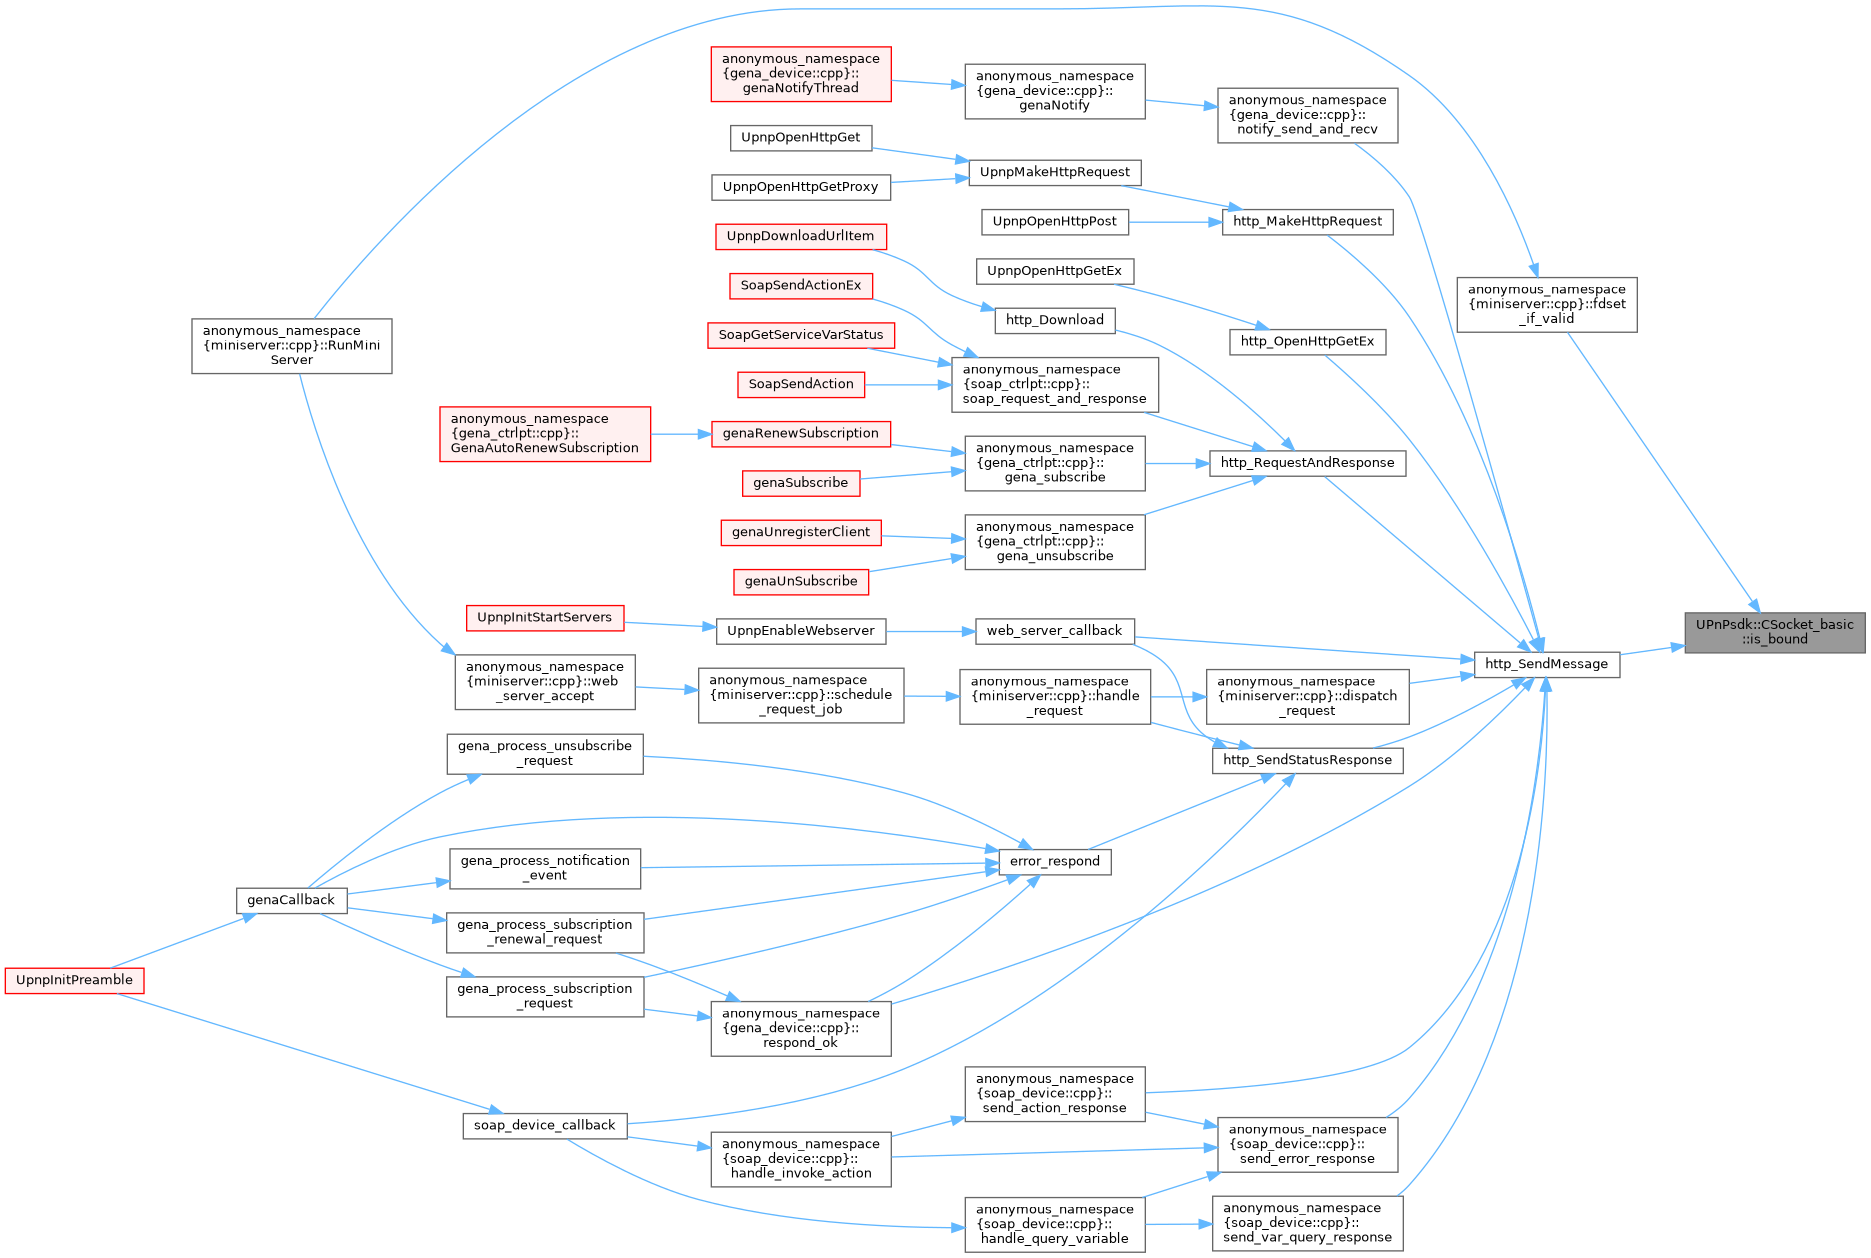 anonymous_namespace
{gena_device::cpp}::
genaNotifyThread
anonymous_namespace
{gena_device::cpp}::
genaNotify
anonymous_namespace
{gena_device::cpp}::
notify_send_and_recv
UpnpOpenHttpGet
UpnpMakeHttpRequest
UpnpOpenHttpGetProxy
UpnpOpenHttpPost
http_MakeHttpRequest
UpnpDownloadUrlItem
UpnpOpenHttpGetEx
SoapSendActionEx
anonymous_namespace
{miniserver::cpp}::fdset
_if_valid
http_Download
anonymous_namespace
{miniserver::cpp}::RunMini
Server
SoapGetServiceVarStatus
http_OpenHttpGetEx
SoapSendAction
anonymous_namespace
{soap_ctrlpt::cpp}::
soap_request_and_response
anonymous_namespace
{gena_ctrlpt::cpp}::
GenaAutoRenewSubscription
genaRenewSubscription
anonymous_namespace
{gena_ctrlpt::cpp}::
gena_subscribe
http_RequestAndResponse
genaSubscribe
genaUnregisterClient
anonymous_namespace
{gena_ctrlpt::cpp}::
gena_unsubscribe
genaUnSubscribe
UpnpInitStartServers
UpnpEnableWebserver
web_server_callback
UPnPsdk::CSocket_basic
::is_bound
http_SendMessage
anonymous_namespace
{miniserver::cpp}::web
_server_accept
anonymous_namespace
{miniserver::cpp}::schedule
_request_job
anonymous_namespace
{miniserver::cpp}::handle
_request
anonymous_namespace
{miniserver::cpp}::dispatch
_request
gena_process_unsubscribe
_request
http_SendStatusResponse
gena_process_notification
_event
error_respond
genaCallback
gena_process_subscription
_renewal_request
UpnpInitPreamble
gena_process_subscription
_request
anonymous_namespace
{gena_device::cpp}::
respond_ok
anonymous_namespace
{soap_device::cpp}::
send_action_response
soap_device_callback
anonymous_namespace
{soap_device::cpp}::
handle_invoke_action
anonymous_namespace
{soap_device::cpp}::
send_error_response
anonymous_namespace
{soap_device::cpp}::
handle_query_variable
anonymous_namespace
{soap_device::cpp}::
send_var_query_response